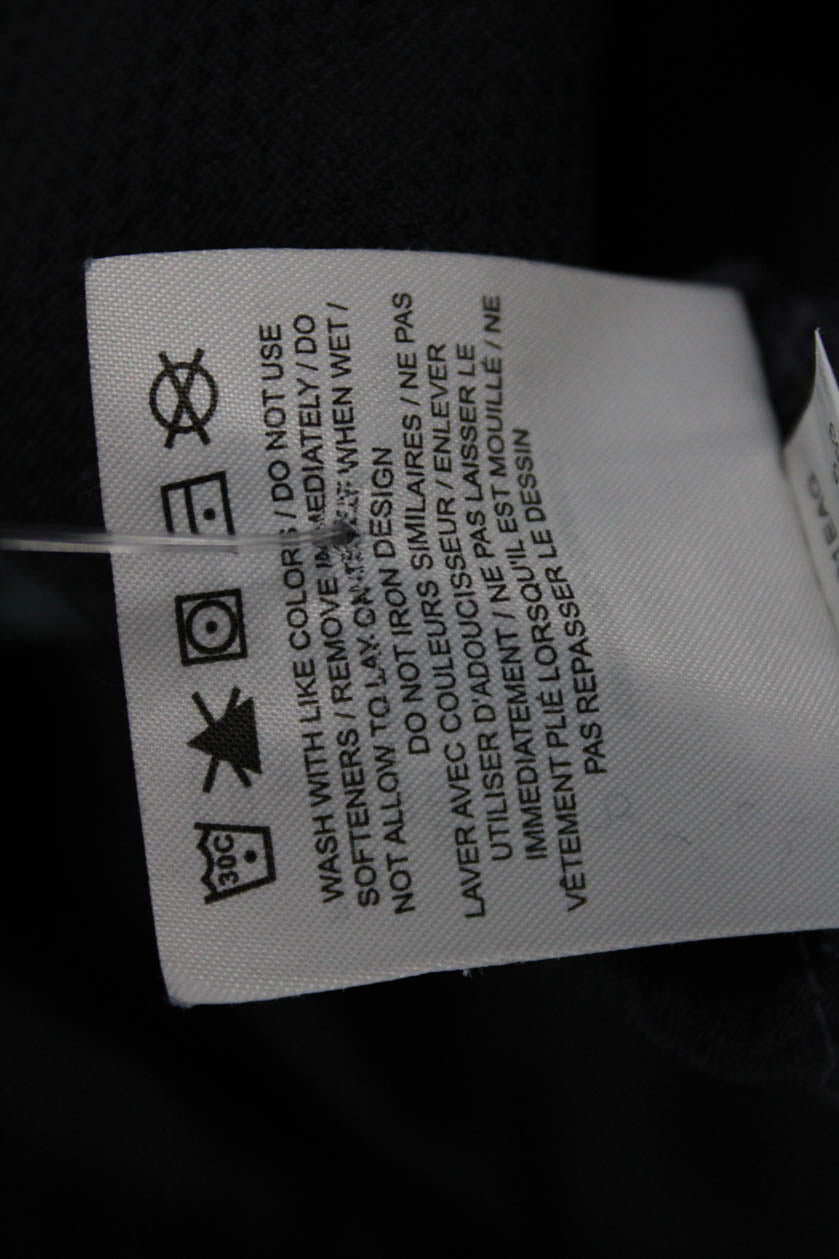 30C
WASH WITH LIKE COLORS / DO NOT USE
SOFTENERS / REMOVE IMMEDIATELY / DO
NOT ALLOW TO LAY WHEN WET /
DO NOT IRON DESIGN
LAVER AVEC COULEURS SIMILAIRES / NE PAS
UTILISER D'ADOUCISSEUR / ENLEVER
IMMEDIATEMENT / NE PAS LAISSER LE
VÊTEMENT PLIÉ LORSQU'IL EST MOUILLÉ / NE
PAS REPASSER LE DESSIN